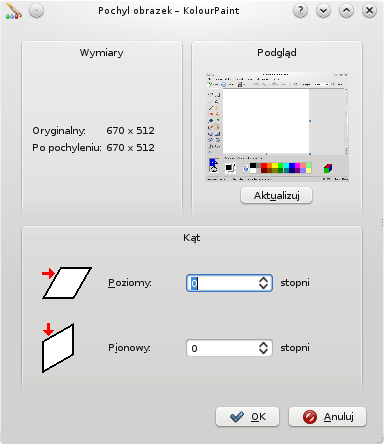 Pochyl obrazek – KolourPaint
Wymiary
Oryginalny: 670 x 512
Po pochyleniu: 670 x 512
Podgląd
Aktualizuj
Kąt
Poziomy: 0 stopni
Pionowy: 0 stopni
OK
Anuluj